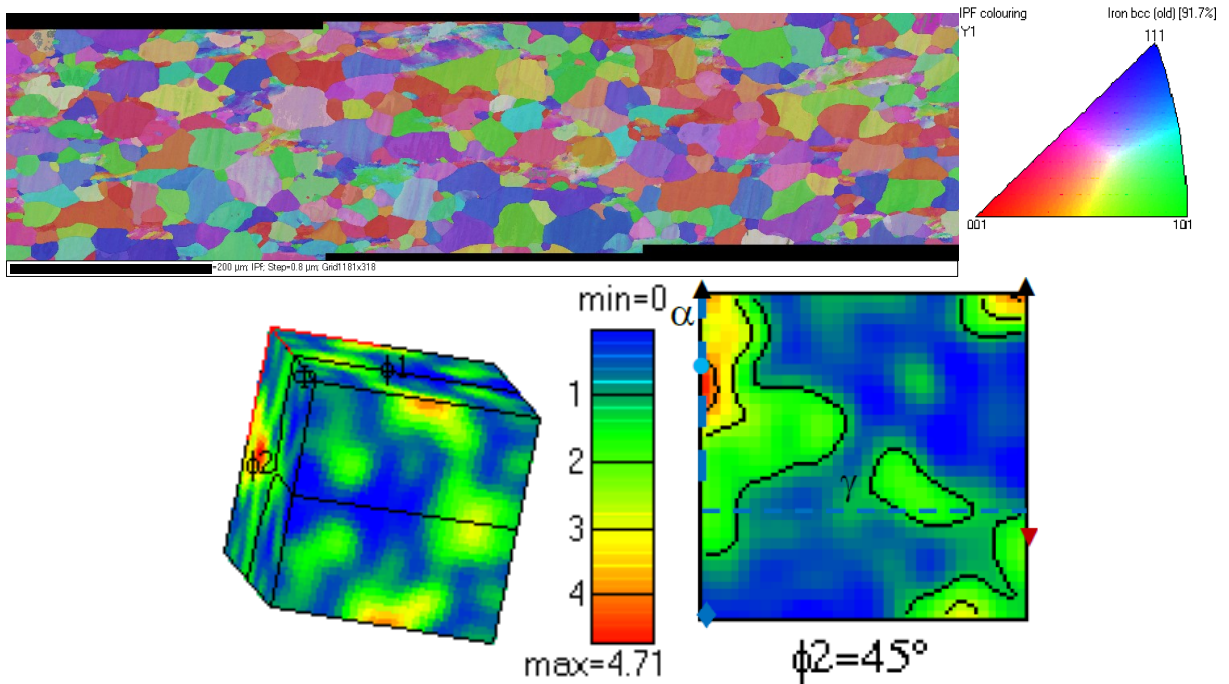 IPF colouring
Iron bcc (old) [91.7%]
Y1
111
001
101
=200 µm; IPF; Step=0.8 µm; Grid1181x318
min=0
α
Φ
ϕ1
ϕ2
1
2
3
4
γ
max=4.71
ϕ2=45°